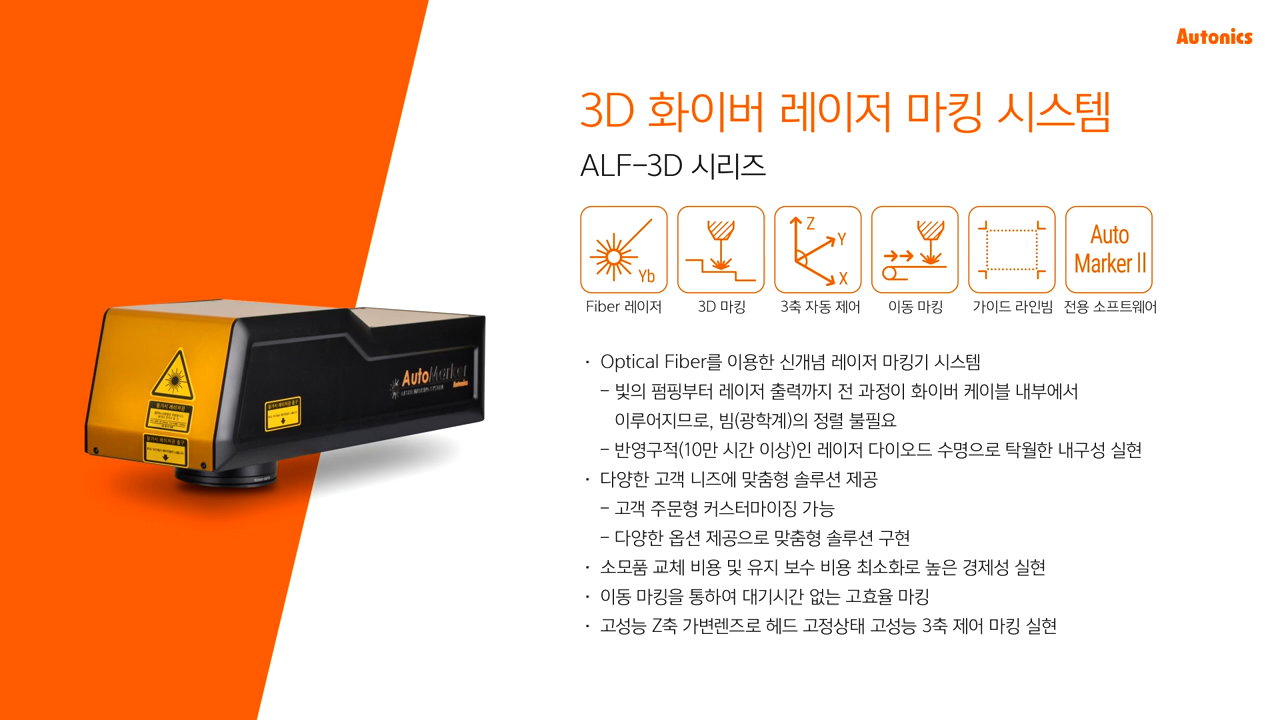 Autonics
3D 화이버 레이저 마킹 시스템
ALF-3D 시리즈
Yb
Z
Y
X
Auto
Marker II
Fiber 레이저
3D 마킹
3축 자동 제어
이동 마킹
가이드 라인빔
전용 소프트웨어
· Optical Fiber를 이용한 신개념 레이저 마킹기 시스템
- 빛의 펌핑부터 레이저 출력까지 전 과정이 화이버 케이블 내부에서
이루어지므로, 빔(광학계)의 정렬 불필요
- 반영구적(10만 시간 이상)인 레이저 다이오드 수명으로 탁월한 내구성 실현
· 다양한 고객 니즈에 맞춤형 솔루션 제공
- 고객 주문형 커스터마이징 가능
- 다양한 옵션 제공으로 맞춤형 솔루션 구현
· 소모품 교체 비용 및 유지 보수 비용 최소화로 높은 경제성 실현
· 이동 마킹을 통하여 대기시간 없는 고효율 마킹
· 고성능 Z축 가변렌즈로 헤드 고정상태 고성능 3축 제어 마킹 실현
AutoMarker
Autonics